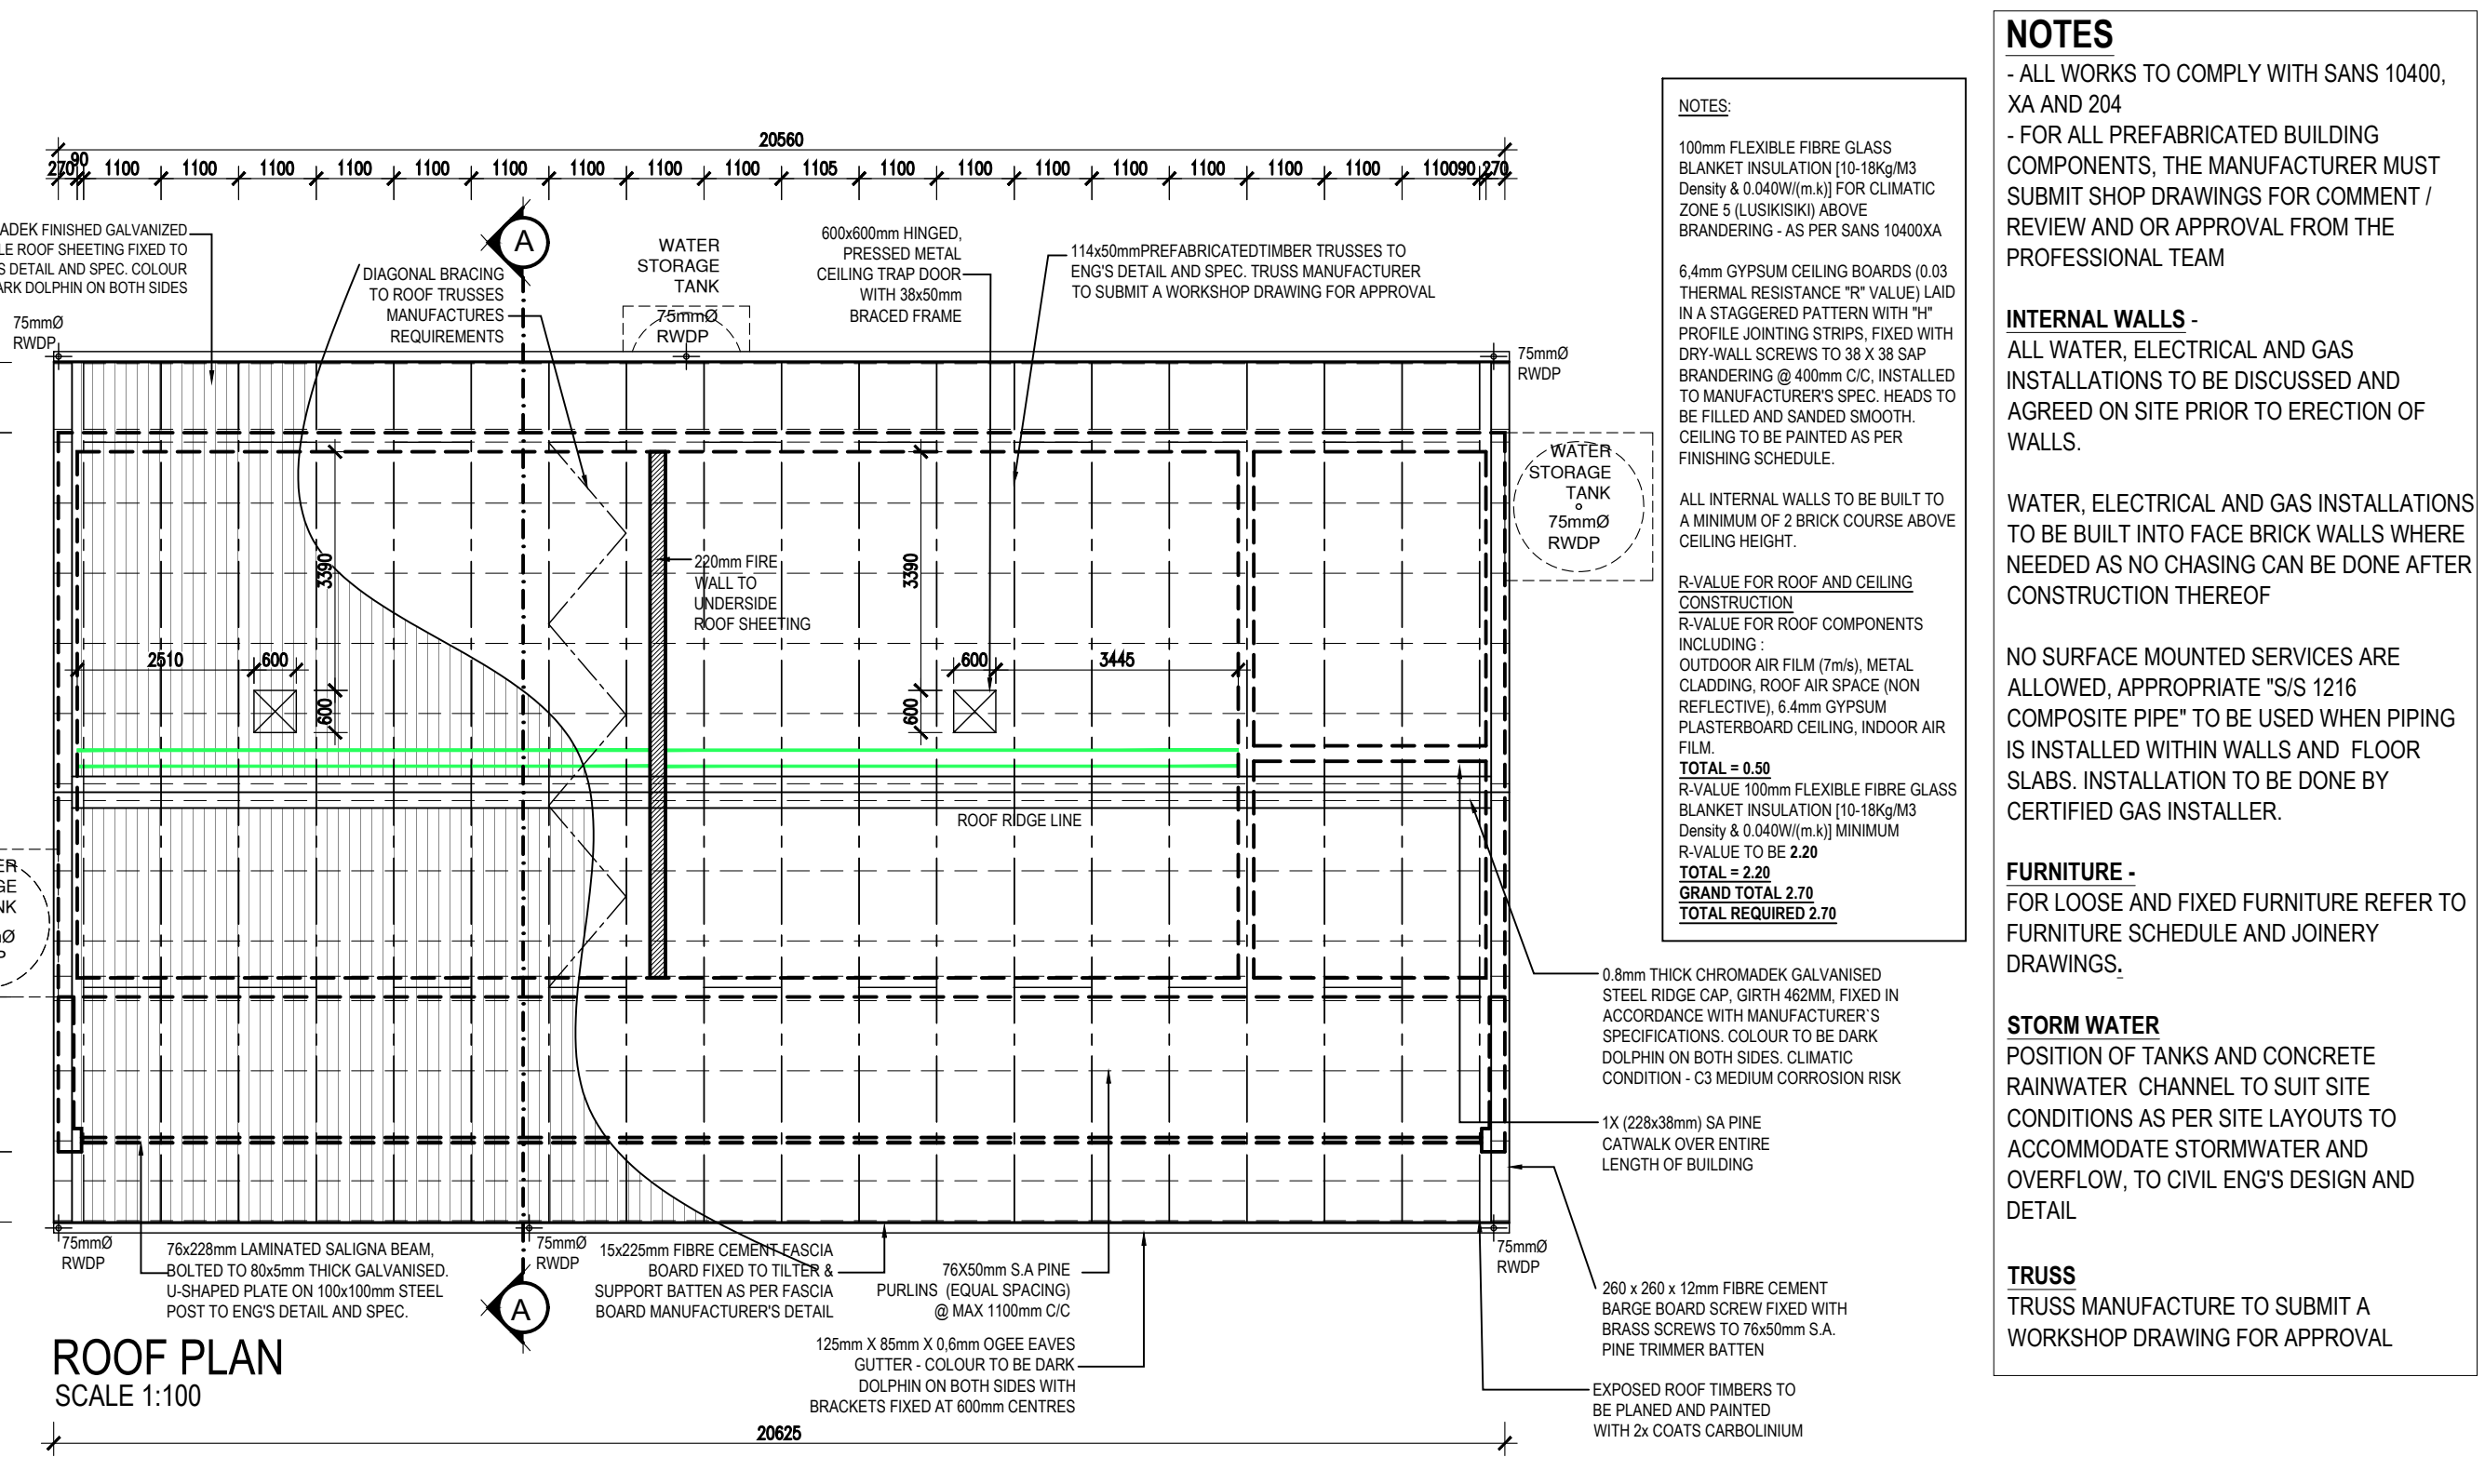 20560
270
90
1100
1100
1100
1100
1100
1100
1100
1100
1100
1105
1100
1100
1100
1100
1100
1100
1100
1100
90
270
ADEK FINISHED GALVANIZED
LE ROOF SHEETING FIXED TO
S DETAIL AND SPEC. COLOUR
ARK DOLPHIN ON BOTH SIDES
75mmØ
RWDP
A
DIAGONAL BRACING
TO ROOF TRUSSES
MANUFACTURES
REQUIREMENTS
WATER
STORAGE
TANK
75mmØ
RWDP
600x600mm HINGED,
PRESSED METAL
CEILING TRAP DOOR
WITH 38x50mm
BRACED FRAME
114x50mmPREFABRICATEDTIMBER TRUSSES TO
ENG'S DETAIL AND SPEC. TRUSS MANUFACTURER
TO SUBMIT A WORKSHOP DRAWING FOR APPROVAL
75mmØ
RWDP
WATER
STORAGE
TANK
75mmØ
RWDP
3390
2510
600
600
220mm FIRE
WALL TO
UNDERSIDE
ROOF SHEETING
3390
600
3445
600
ROOF RIDGE LINE
ER
GE
NK
Ø
P
75mmØ
RWDP
76x228mm LAMINATED SALIGNA BEAM,
BOLTED TO 80x5mm THICK GALVANISED.
U-SHAPED PLATE ON 100x100mm STEEL
POST TO ENG'S DETAIL AND SPEC.
75mmØ
RWDP
A
15x225mm FIBRE CEMENT FASCIA
BOARD FIXED TO TILTER &
SUPPORT BATTEN AS PER FASCIA
BOARD MANUFACTURER'S DETAIL
76X50mm S.A PINE
PURLINS (EQUAL SPACING)
@ MAX 1100mm C/C
125mm X 85mm X 0,6mm OGEE EAVES
GUTTER - COLOUR TO BE DARK
DOLPHIN ON BOTH SIDES WITH
BRACKETS FIXED AT 600mm CENTRES
75mmØ
RWDP
ROOF PLAN
SCALE 1:100
20625
0.8mm THICK CHROMADEK GALVANISED
STEEL RIDGE CAP, GIRTH 462MM, FIXED IN
ACCORDANCE WITH MANUFACTURER`S
SPECIFICATIONS. COLOUR TO BE DARK
DOLPHIN ON BOTH SIDES. CLIMATIC
CONDITION - C3 MEDIUM CORROSION RISK
1X (228x38mm) SA PINE
CATWALK OVER ENTIRE
LENGTH OF BUILDING
260 x 260 x 12mm FIBRE CEMENT
BARGE BOARD SCREW FIXED WITH
BRASS SCREWS TO 76x50mm S.A.
PINE TRIMMER BATTEN
EXPOSED ROOF TIMBERS TO
BE PLANED AND PAINTED
WITH 2x COATS CARBOLINIUM
NOTES:
100mm FLEXIBLE FIBRE GLASS
BLANKET INSULATION [10-18Kg/M3
Density & 0.040W/(m.k)] FOR CLIMATIC
ZONE 5 (LUSIKISIKI) ABOVE
BRANDERING - AS PER SANS 10400XA
6,4mm GYPSUM CEILING BOARDS (0.03
THERMAL RESISTANCE "R" VALUE) LAID
IN A STAGGERED PATTERN WITH "H"
PROFILE JOINTING STRIPS, FIXED WITH
DRY-WALL SCREWS TO 38 X 38 SAP
BRANDERING @ 400mm C/C, INSTALLED
TO MANUFACTURER'S SPEC. HEADS TO
BE FILLED AND SANDED SMOOTH.
CEILING TO BE PAINTED AS PER
FINISHING SCHEDULE.
ALL INTERNAL WALLS TO BE BUILT TO
A MINIMUM OF 2 BRICK COURSE ABOVE
CEILING HEIGHT.
R-VALUE FOR ROOF AND CEILING
CONSTRUCTION
R-VALUE FOR ROOF COMPONENTS
INCLUDING :
OUTDOOR AIR FILM (7m/s), METAL
CLADDING, ROOF AIR SPACE (NON
REFLECTIVE), 6.4mm GYPSUM
PLASTERBOARD CEILING, INDOOR AIR
FILM.
TOTAL = 0.50
R-VALUE 100mm FLEXIBLE FIBRE GLASS
BLANKET INSULATION [10-18Kg/M3
Density & 0.040W/(m.k)] MINIMUM
R-VALUE TO BE 2.20
TOTAL = 2.20
GRAND TOTAL 2.70
TOTAL REQUIRED 2.70
NOTES
- ALL WORKS TO COMPLY WITH SANS 10400,
XA AND 204
- FOR ALL PREFABRICATED BUILDING
COMPONENTS, THE MANUFACTURER MUST
SUBMIT SHOP DRAWINGS FOR COMMENT /
REVIEW AND OR APPROVAL FROM THE
PROFESSIONAL TEAM
INTERNAL WALLS -
ALL WATER, ELECTRICAL AND GAS
INSTALLATIONS TO BE DISCUSSED AND
AGREED ON SITE PRIOR TO ERECTION OF
WALLS.
WATER, ELECTRICAL AND GAS INSTALLATIONS
TO BE BUILT INTO FACE BRICK WALLS WHERE
NEEDED AS NO CHASING CAN BE DONE AFTER
CONSTRUCTION THEREOF
NO SURFACE MOUNTED SERVICES ARE
ALLOWED, APPROPRIATE "S/S 1216
COMPOSITE PIPE" TO BE USED WHEN PIPING
IS INSTALLED WITHIN WALLS AND FLOOR
SLABS. INSTALLATION TO BE DONE BY
CERTIFIED GAS INSTALLER.
FURNITURE -
FOR LOOSE AND FIXED FURNITURE REFER TO
FURNITURE SCHEDULE AND JOINERY
DRAWINGS.
STORM WATER
POSITION OF TANKS AND CONCRETE
RAINWATER CHANNEL TO SUIT SITE
CONDITIONS AS PER SITE LAYOUTS TO
ACCOMMODATE STORMWATER AND
OVERFLOW, TO CIVIL ENG'S DESIGN AND
DETAIL
TRUSS
TRUSS MANUFACTURE TO SUBMIT A
WORKSHOP DRAWING FOR APPROVAL